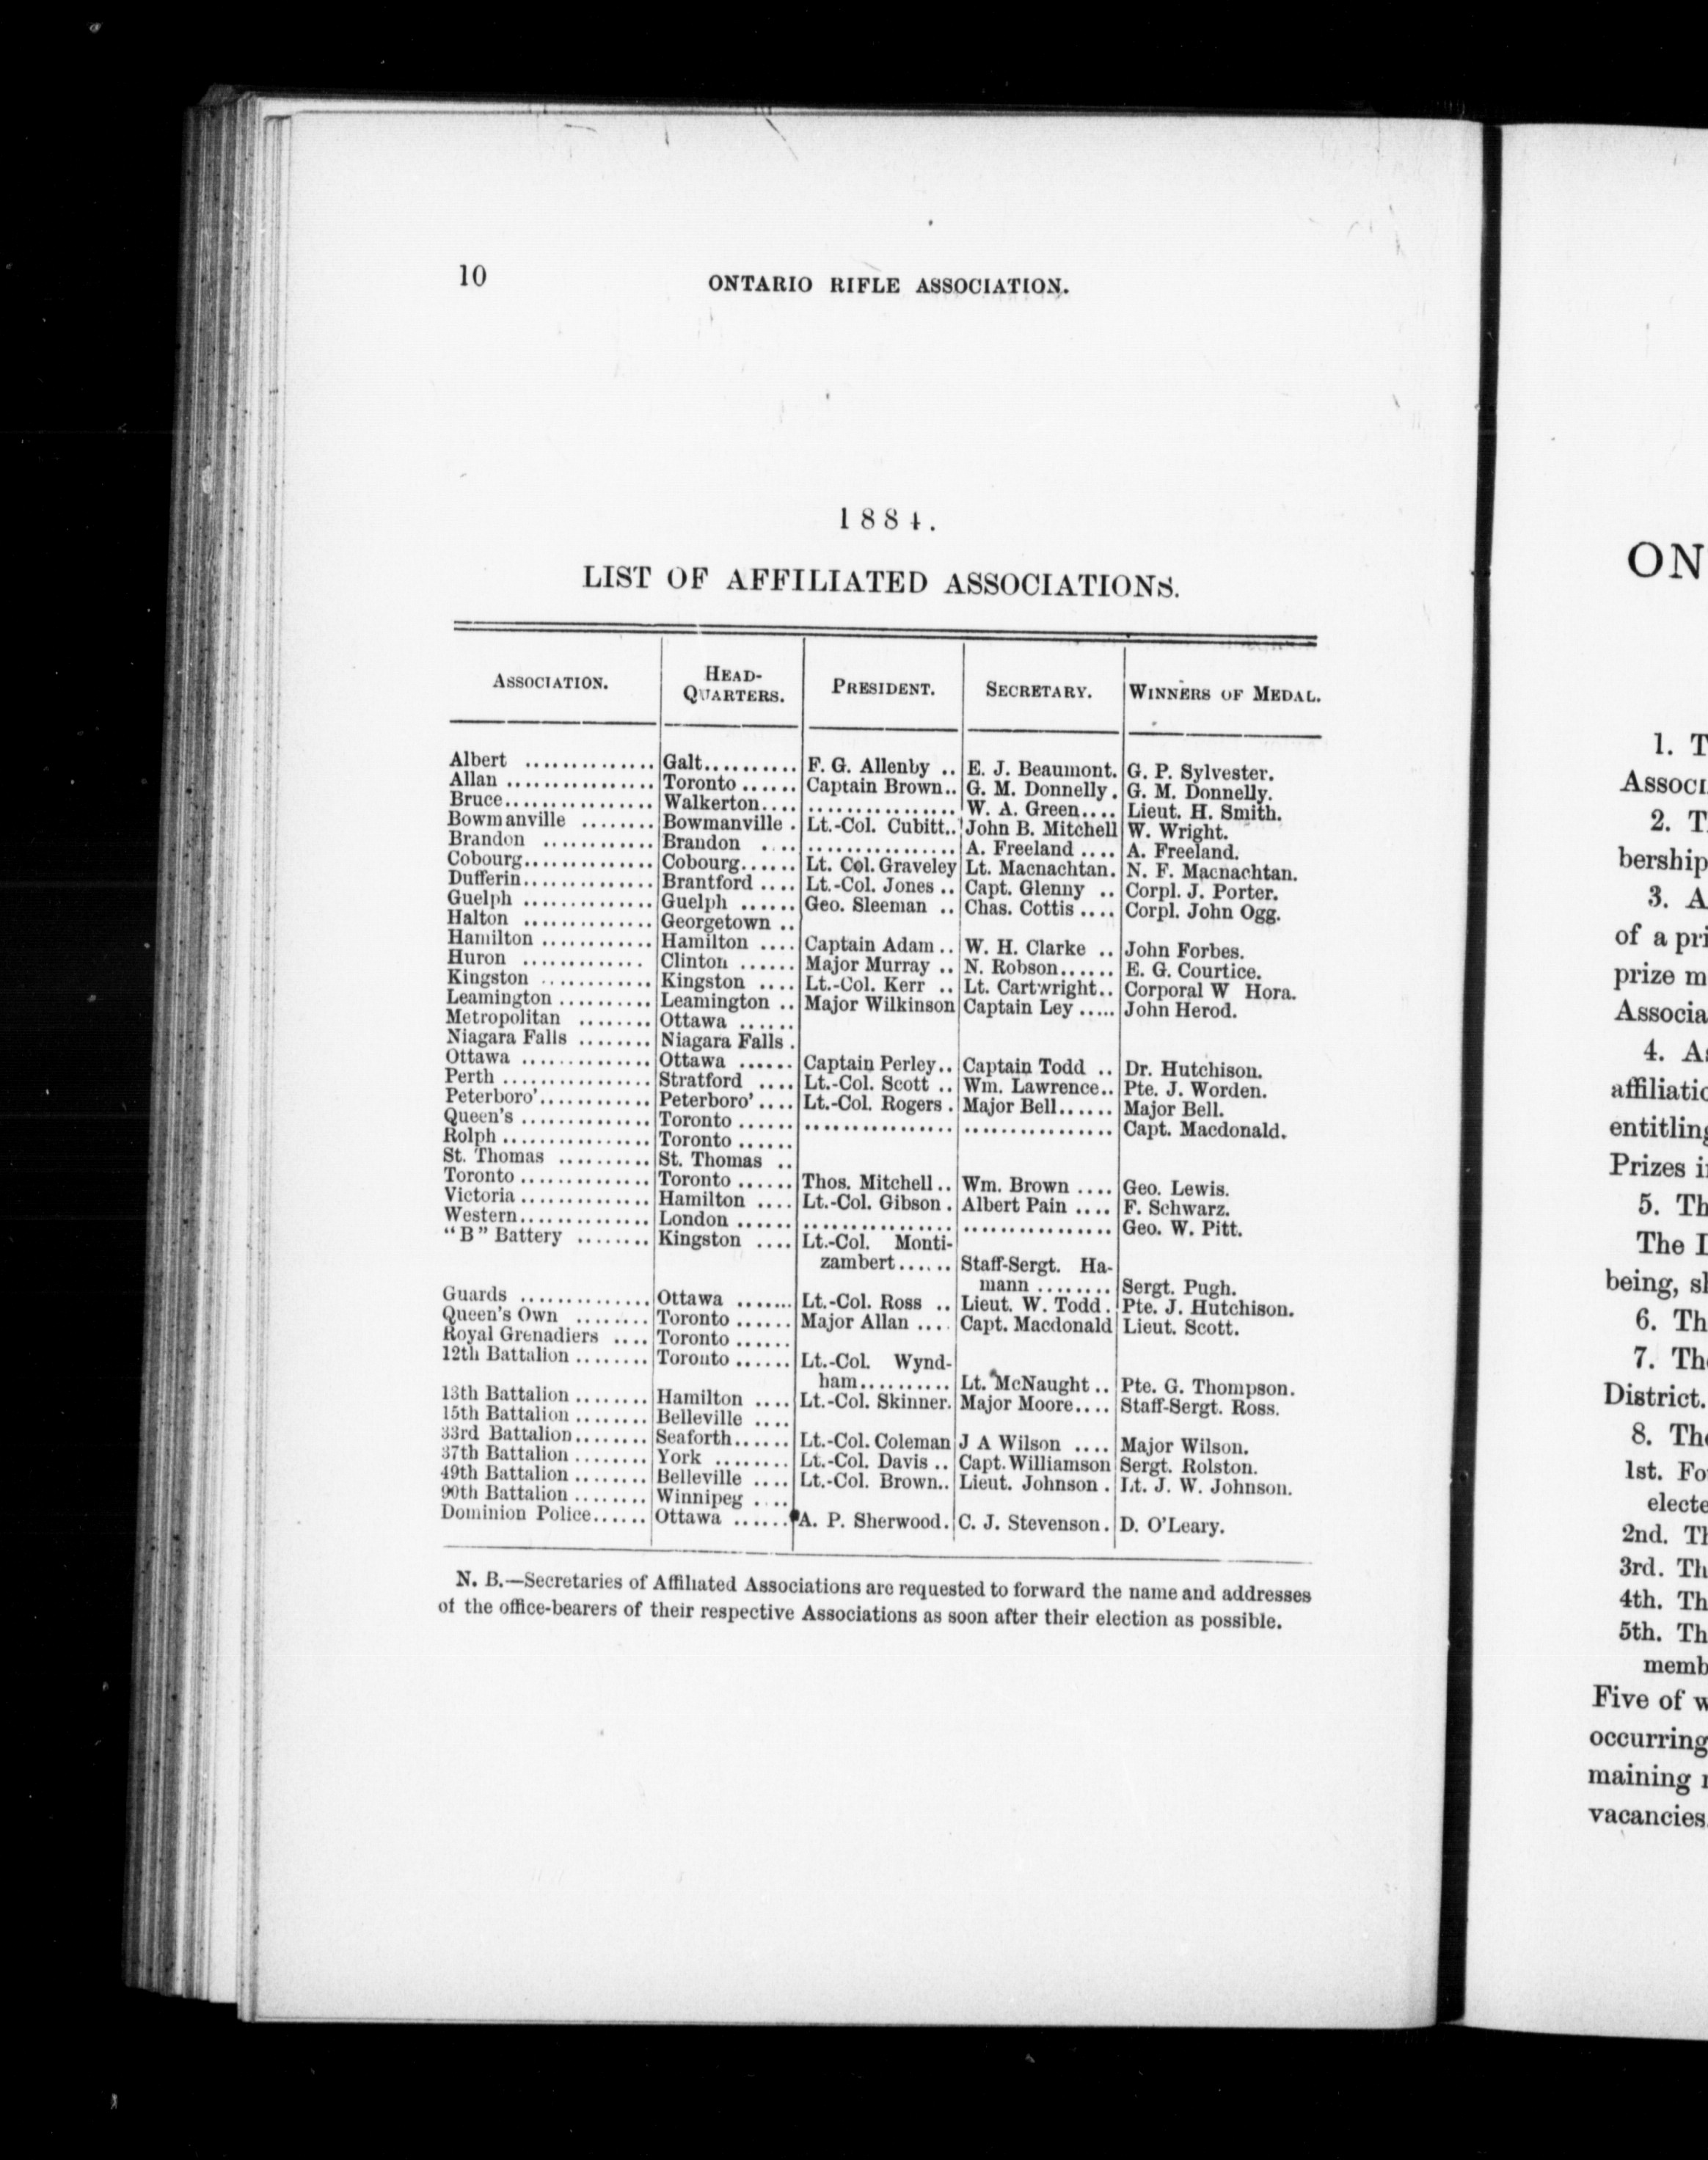 10
ONTARIO RIFLE ASSOCIATION.
1884.
LIST OF AFFILIATED ASSOCIATIONS.
ASSOCIATION. HEAD-QUARTERS. PRESIDENT. SECRETARY. WINNERS OF MEDAL.
Albert .............. Galt.......... F. G. Allenby .. E. J. Beaumont. G. P. Sylvester.
Allan ................ Toronto ...... Captain Brown.. G. M. Donnelly. G. M. Donnelly.
Bruce................ Walkerton.... ................ W. A. Green.... Lieut. H. Smith.
Bowmanville ........ Bowmanville . Lt.-Col. Cubitt.. John B. Mitchell W. Wright.
Brandon ............ Brandon .... ................ A. Freeland .... A. Freeland.
Cobourg.............. Cobourg...... Lt. Col. Graveley Lt. Macnachtan. N. F. Macnachtan.
Dufferin.............. Brantford .... Lt.-Col. Jones .. Capt. Glenny .. Corpl. J. Porter.
Guelph .............. Guelph ...... Geo. Sleeman .. Chas. Cottis .... Corpl. John Ogg.
Halton .............. Georgetown ..
Hamilton ............ Hamilton .... Captain Adam .. W. H. Clarke .. John Forbes.
Huron ............. Clinton ...... Major Murray .. N. Robson...... E. G. Courtice.
Kingston ............ Kingston .... Lt.-Col. Kerr .. Lt. Cartwright.. Corporal W Hora.
Leamington .......... Leamington .. Major Wilkinson Captain Ley ..... John Herod.
Metropolitan ........ Ottawa ......
Niagara Falls ........ Niagara Falls .
Ottawa .............. Ottawa ...... Captain Perley.. Captain Todd .. Dr. Hutchison.
Perth ................ Stratford .... Lt.-Col. Scott .. Wm. Lawrence.. Pte. J. Worden.
Peterboro'............ Peterboro' .... Lt.-Col. Rogers . Major Bell...... Major Bell.
Queen's .............. Toronto ...... ................ ................ Capt. Macdonald.
Rolph ................ Toronto ......
St. Thomas .......... St. Thomas ..
Toronto .............. Toronto ...... Thos. Mitchell.. Wm. Brown .... Geo. Lewis.
Victoria .............. Hamilton .... Lt.-Col. Gibson . Albert Pain .... F. Schwarz.
Western.............. London ...... ................ ................ Geo. W. Pitt.
"B" Battery ........ Kingston .... Lt.-Col. Monti-
zambert...... Staff-Sergt. Ha-
mann ........ Sergt. Pugh.
Guards .............. Ottawa ....... Lt.-Col. Ross .. Lieut. W. Todd. Pte. J. Hutchison.
Queen's Own ........ Toronto ...... Major Allan .... Capt. Macdonald Lieut. Scott.
Royal Grenadiers .... Toronto ......
12th Battalion ........ Toronto ...... Lt.-Col. Wynd-
ham.......... Lt. McNaught .. Pte. G. Thompson.
13th Battalion ........ Hamilton .... Lt.-Col. Skinner. Major Moore.... Staff-Sergt. Ross.
15th Battalion ........ Belleville ....
33rd Battalion........ Seaforth...... Lt.-Col. Coleman J A Wilson .... Major Wilson.
37th Battalion ........ York ........ Lt.-Col. Davis .. Capt. Williamson Sergt. Rolston.
49th Battalion ........ Belleville .... Lt.-Col. Brown.. Lieut. Johnson . Lt. J. W. Johnson.
90th Battalion ........ Winnipeg ....
Dominion Police...... Ottawa ...... A. P. Sherwood. C. J. Stevenson. D. O'Leary.
N. B.—Secretaries of Affiliated Associations are requested to forward the name and addresses
of the office-bearers of their respective Associations as soon after their election as possible.
ON
1. T
Associ
2. T
bership
3. A
of a pri
prize m
Associa
4. A
affiliatio
entitling
Prizes i
5. Th
The
being, sh
6. Th
7. The
District.
8. The
1st. Fo
electe
2nd. Th
3rd. Th
4th. Th
5th. Th
memb
Five of w
occurring
maining
vacancies